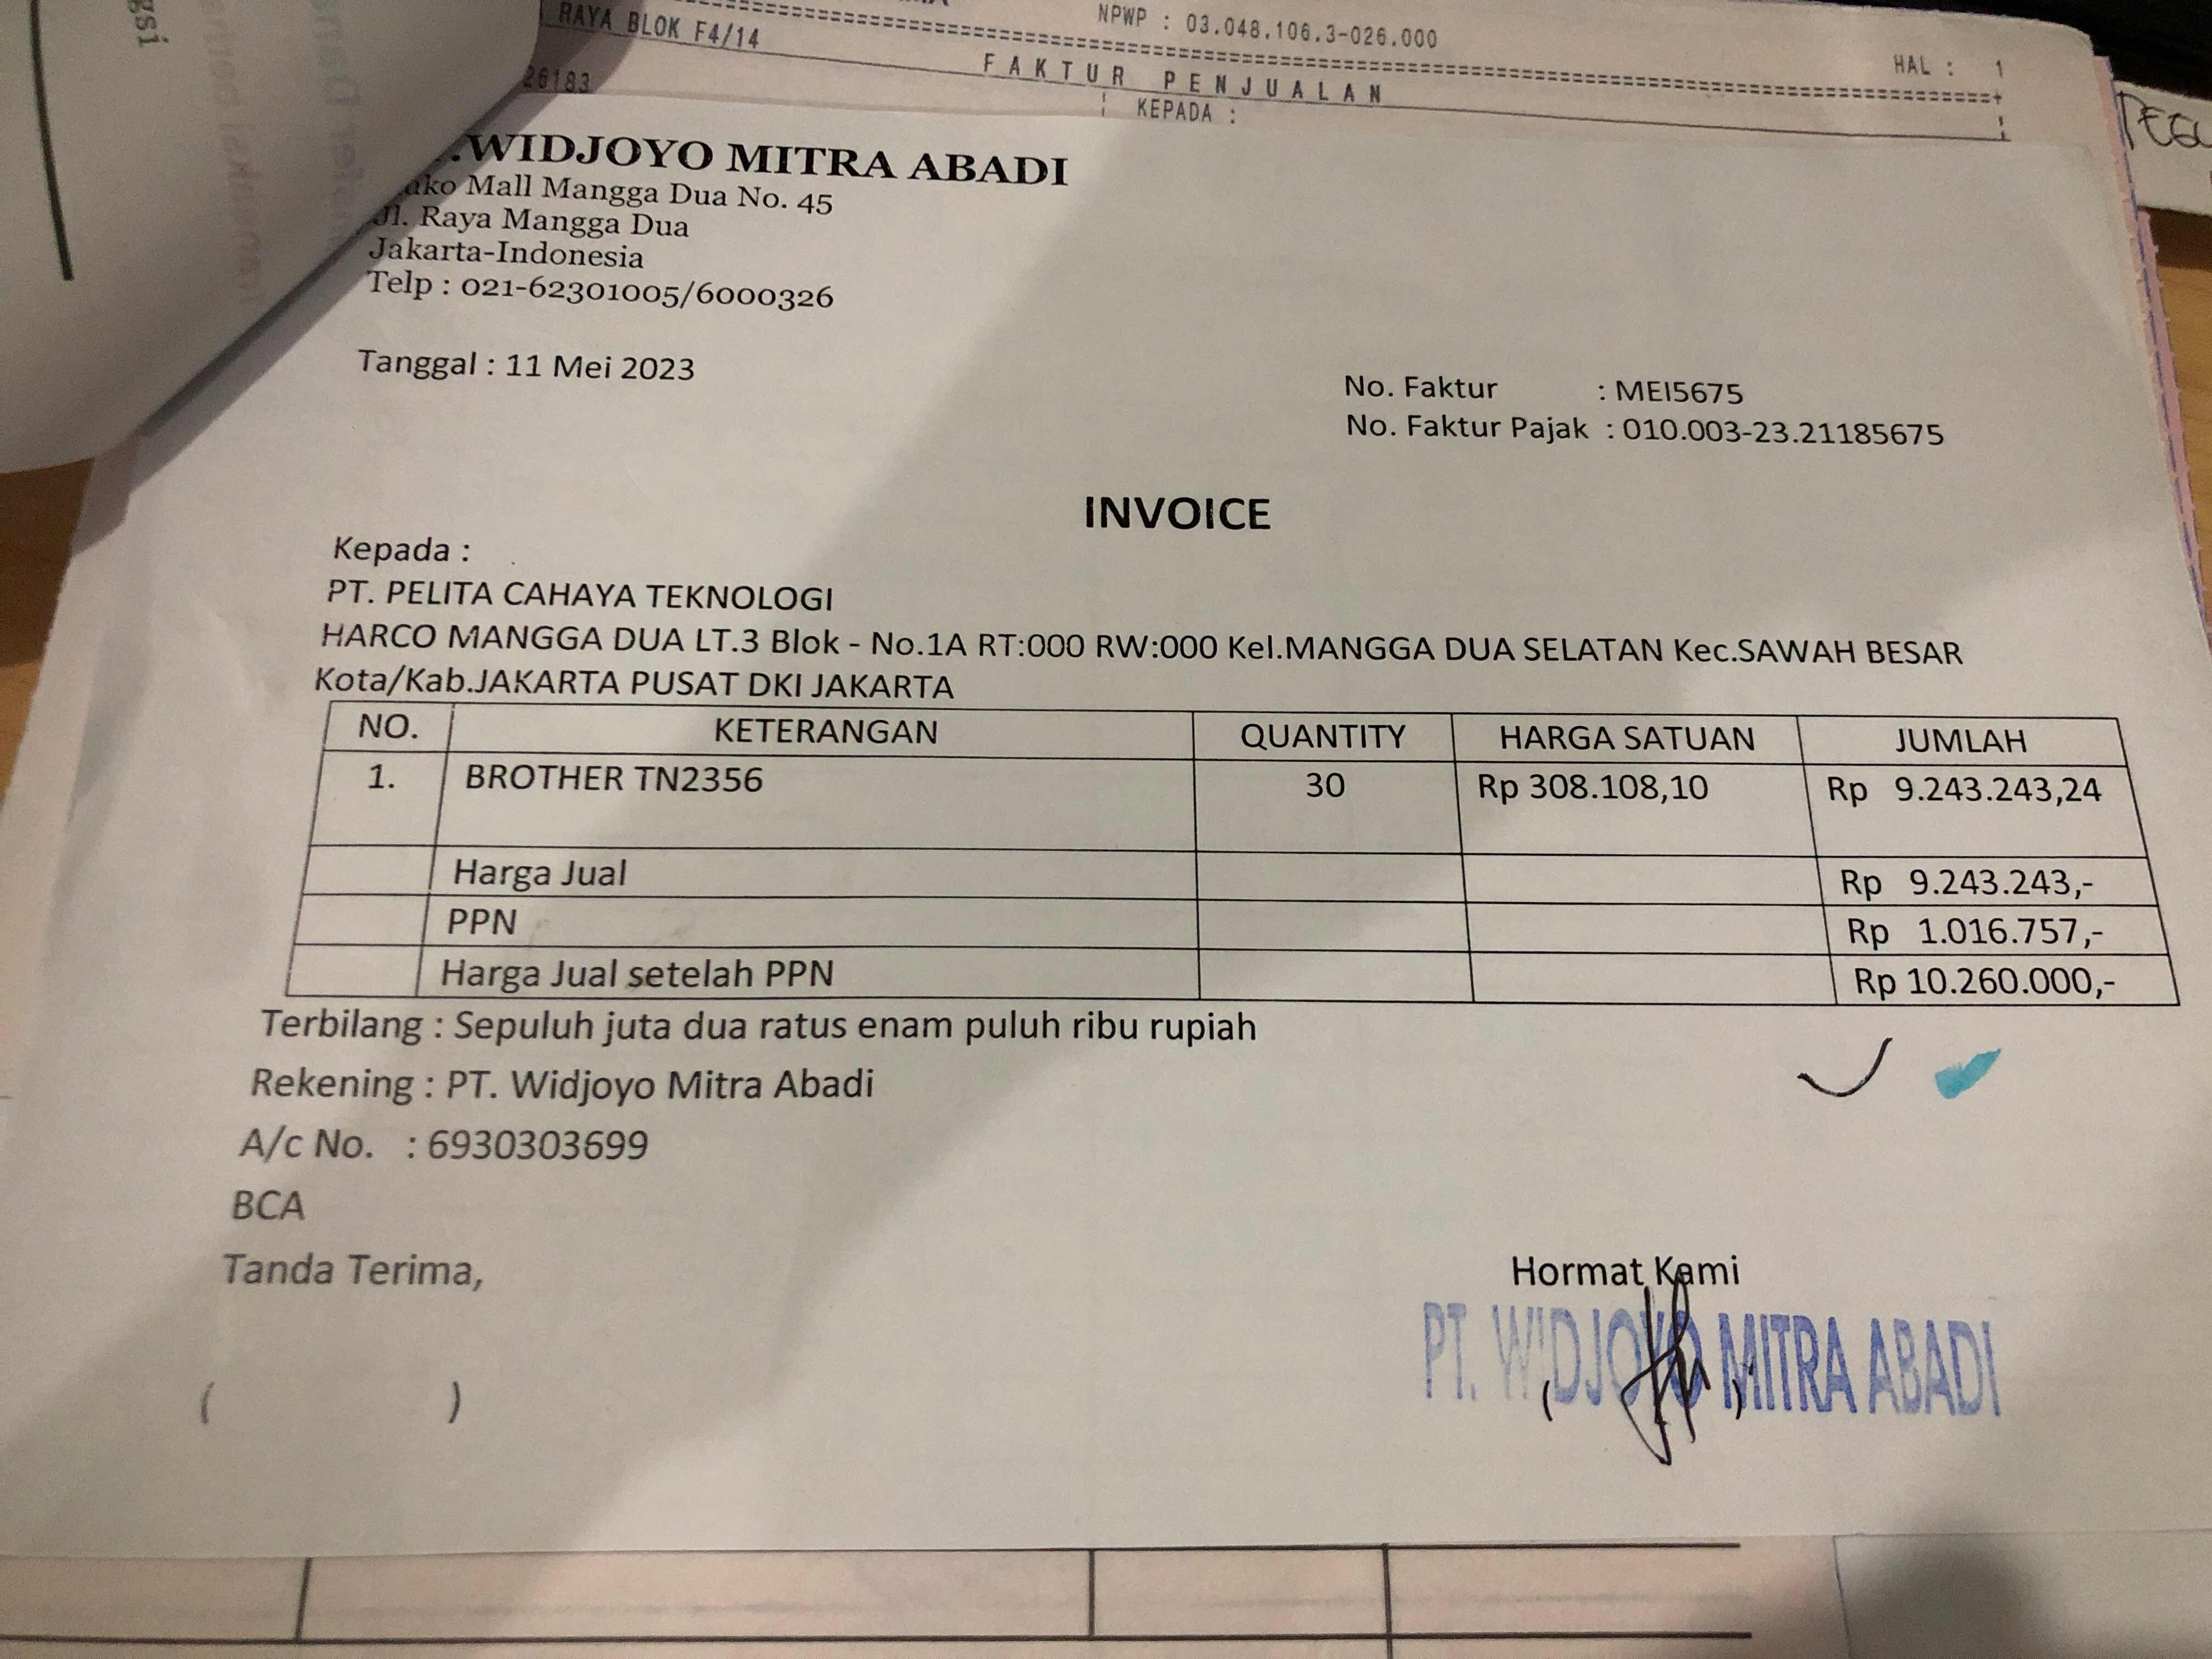 NPWP : 03.048.106.3-026.000
RAYA BLOK F4/14
HAL : 1
FAKTUR PENJUALAN
26183
KEPADA :
.WIDJOYO MITRA ABADI
Mall Mangga Dua No. 45
Jl. Raya Mangga Dua
Jakarta-Indonesia
Telp : 021-62301005/6000326
Tanggal : 11 Mei 2023
No. Faktur : MEI5675
No. Faktur Pajak : 010.003-23.21185675
INVOICE
Kepada :
PT. PELITA CAHAYA TEKNOLOGI
HARCO MANGGA DUA LT.3 Blok - No.1A RT:000 RW:000 Kel.MANGGA DUA SELATAN Kec.SAWAH BESAR
Kota/Kab.JAKARTA PUSAT DKI JAKARTA
NO. KETERANGAN QUANTITY HARGA SATUAN JUMLAH
1. BROTHER TN2356 30 Rp 308.108,10 Rp 9.243.243,24
Harga Jual Rp 9.243.243,-
PPN Rp 1.016.757,-
Harga Jual setelah PPN Rp 10.260.000,-
Terbilang : Sepuluh juta dua ratus enam puluh ribu rupiah
Rekening : PT. Widjoyo Mitra Abadi
A/c No. : 6930303699
BCA
Tanda Terima,
Hormat Kami
PT. WIDJOYO MITRA ABADI
( )
( )